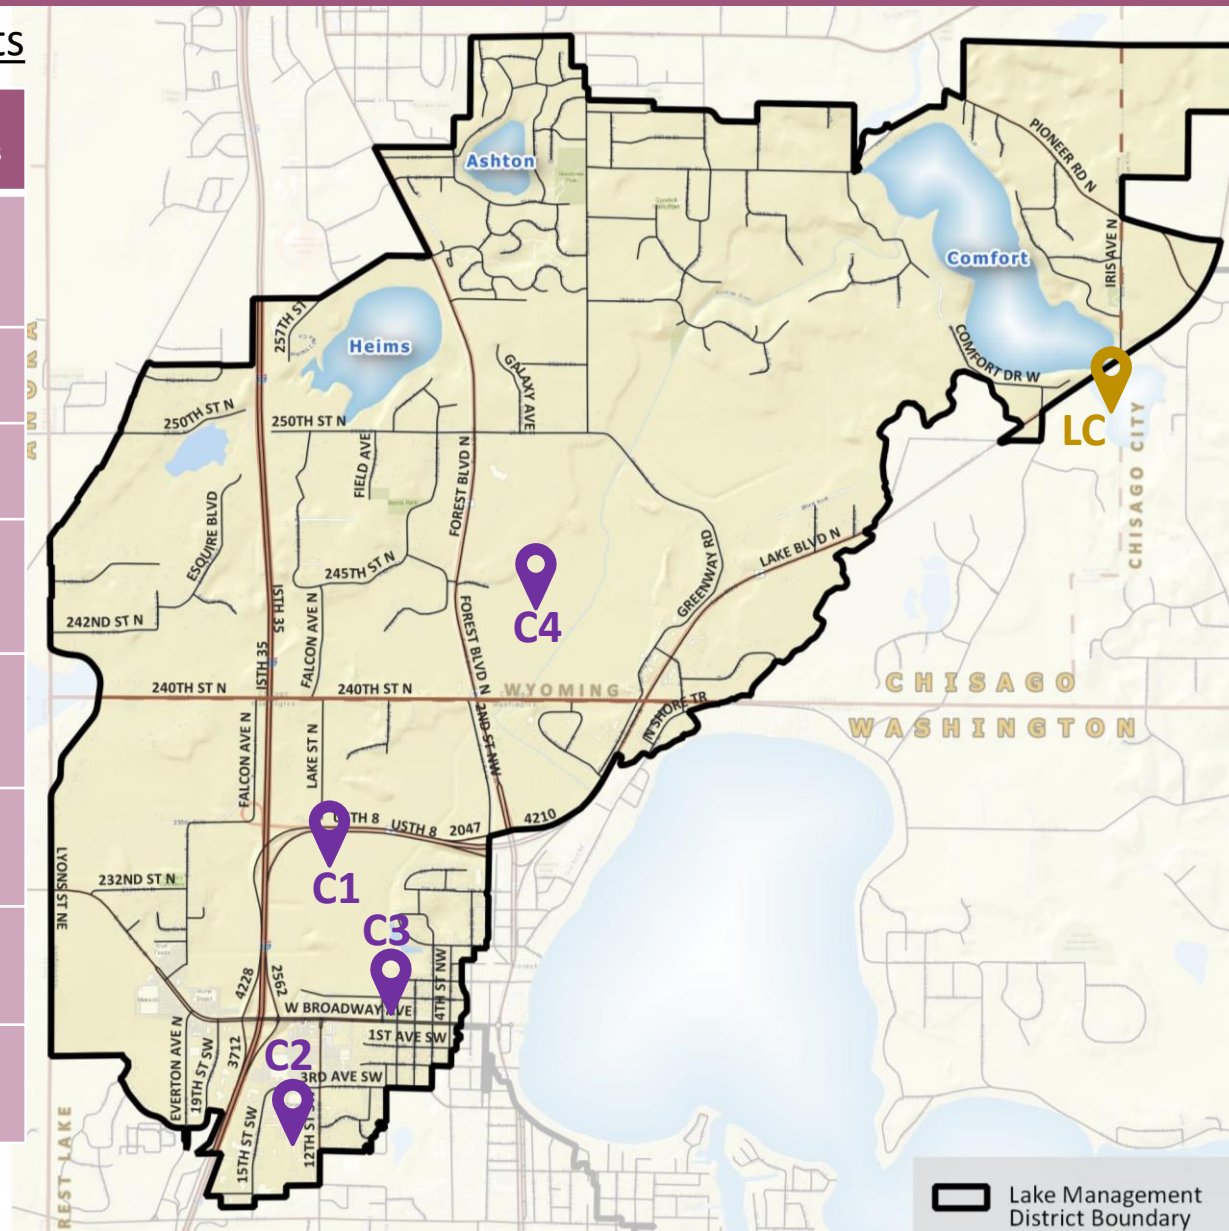 ts
Ashton
PIONEER RD N
Comfort
IRIS AVE N
257TH ST
Heims
COMFORT DR W
GALAXY AVE
250TH ST N
250TH ST N
LC
CHISAGO CITY
FIELD AVE
FOREST BLVD N
ESQUIRE BLVD
LAKE BLVD N
GREENWAY RD
245TH ST N
ISTH 35
C4
242ND ST N
FALCON AVE N
FOREST BLVD N
ISTH 35
240TH ST N
240TH ST N
WYOMING
CHISAGO
N SHORE TR
WASHINGTON
2ND ST NW
FALCON AVE N
LAKE ST N
USTH 8
USTH 8
2047
4210
C1
LYONS ST NE
232ND ST N
C3
4TH ST NW
4228
2562
W BROADWAY AVE
1ST AVE SW
EVERTON AVE N
19TH ST SW
3712
C2
3RD AVE SW
15TH ST SW
12TH ST
REST LAKE
Lake Management
District Boundary